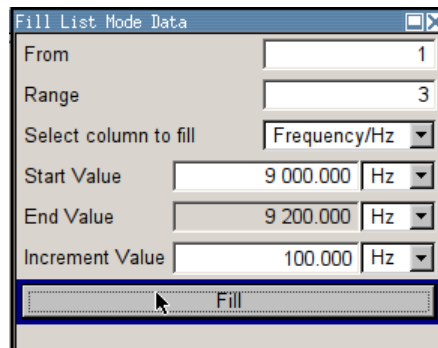 Fill List Mode Data
From 1
Range 3
Select column to fill Frequency/Hz
Start Value 9 000.000 Hz
End Value 9 200.000 Hz
Increment Value 100.000 Hz
Fill